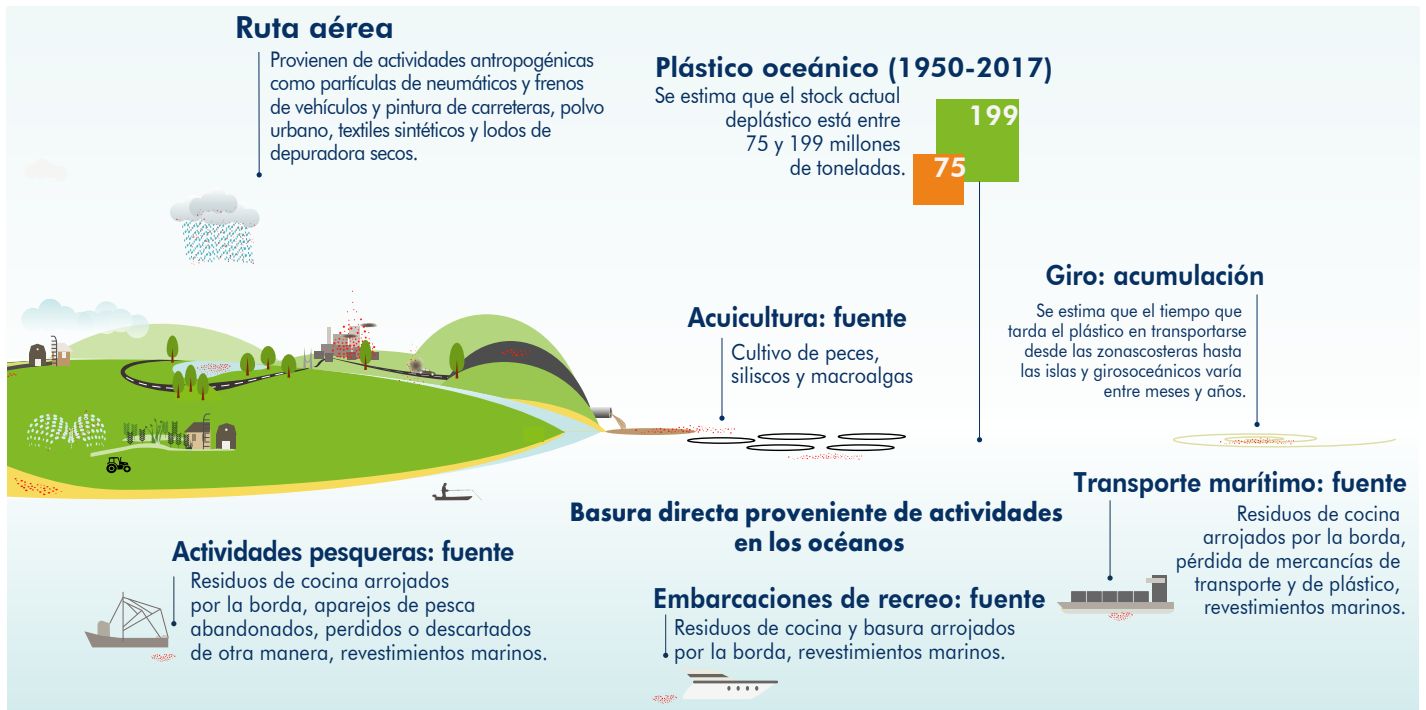 Ruta aérea
Provienen de actividades antropogénicas
como partículas de neumáticos y frenos
de vehículos y pintura de carreteras, polvo
urbano, textiles sintéticos y lodos de
depuradora secos.
Plástico oceánico (1950-2017)
Se estima que el stock actual
deplástico está entre
75 y 199 millones
de toneladas.
199
75
Giro: acumulación
Se estima que el tiempo que
tarda el plástico en transportarse
desde las zonascosteras hasta
las islas y girosoceánicos varía
entre meses y años.
Acuicultura: fuente
Cultivo de peces,
siliscos y macroalgas
Transporte marítimo: fuente
Residuos de cocina
arrojados por la borda,
pérdida de mercancías de
transporte y de plástico,
revestimientos marinos.
Basura directa proveniente de actividades
en los océanos
Actividades pesqueras: fuente
Residuos de cocina arrojados
por la borda, aparejos de pesca
abandonados, perdidos o descartados
de otra manera, revestimientos marinos.
Embarcaciones de recreo: fuente
Residuos de cocina y basura arrojados
por la borda, revestimientos marinos.